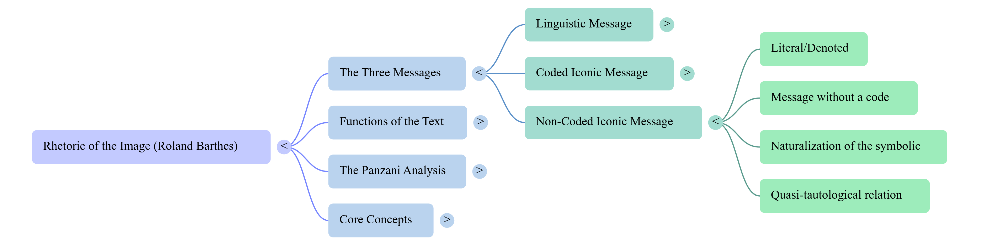 Rhetoric of the Image (Roland Barthes)
<
The Three Messages
<
Functions of the Text
>
The Panzani Analysis
>
Core Concepts
>
Linguistic Message
>
Coded Iconic Message
>
Non-Coded Iconic Message
<
Literal/Denoted
Message without a code
Naturalization of the symbolic
Quasi-tautological relation